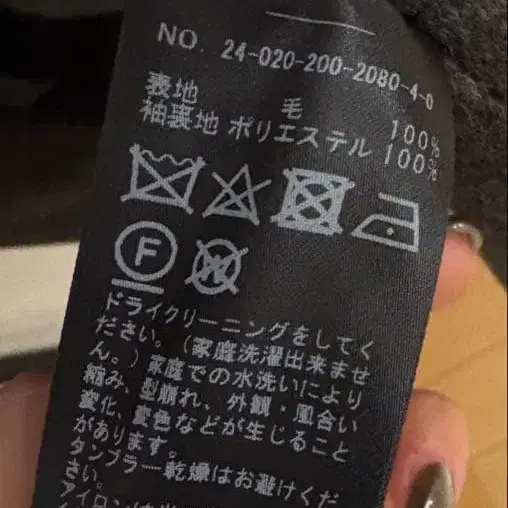 NO. 24-020-200-2080-4-0
表地 毛 100%
袖裏地 ポリエステル 100%
F
W
ドライクリーニングをしてく
ださい。(家庭洗濯出来ませ
ん。)家庭での水洗いにより
縮み、型崩れ、外観・風合い
変化、変色などが生じること
があります。
タンブラー乾燥はお避けくだ
さい。
アイロンは